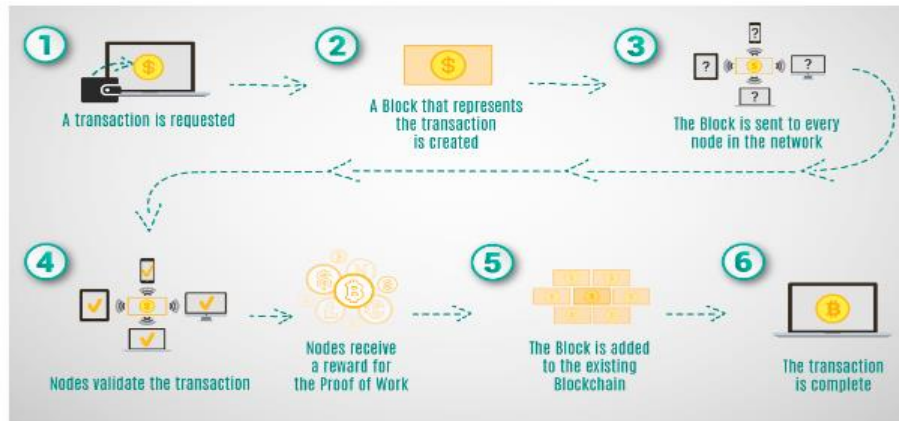 1
A transaction is requested
2
A Block that represents
the transaction
is created
3
The Block is sent to every
node in the network
4
Nodes validate the transaction
Nodes receive
a reward for
the Proof of Work
5
The Block is added
to the existing
Blockchain
6
The transaction
is complete